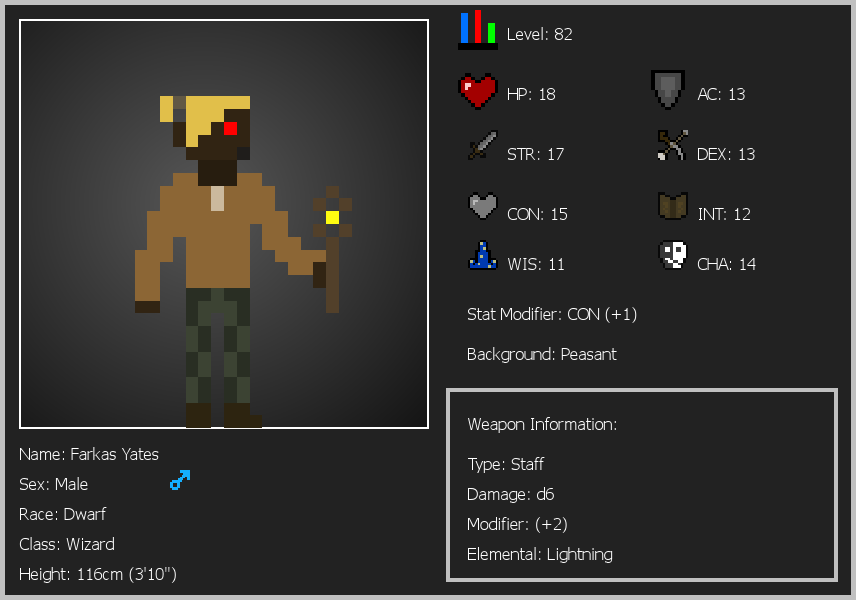 Level: 82
HP: 18
AC: 13
STR: 17
DEX: 13
CON: 15
INT: 12
WIS: 11
CHA: 14
Stat Modifier: CON (+1)
Background: Peasant
Weapon Information:
Type: Staff
Damage: d6
Modifier: (+2)
Elemental: Lightning
Name: Farkas Yates
Sex: Male
Race: Dwarf
Class: Wizard
Height: 116cm (3'10")